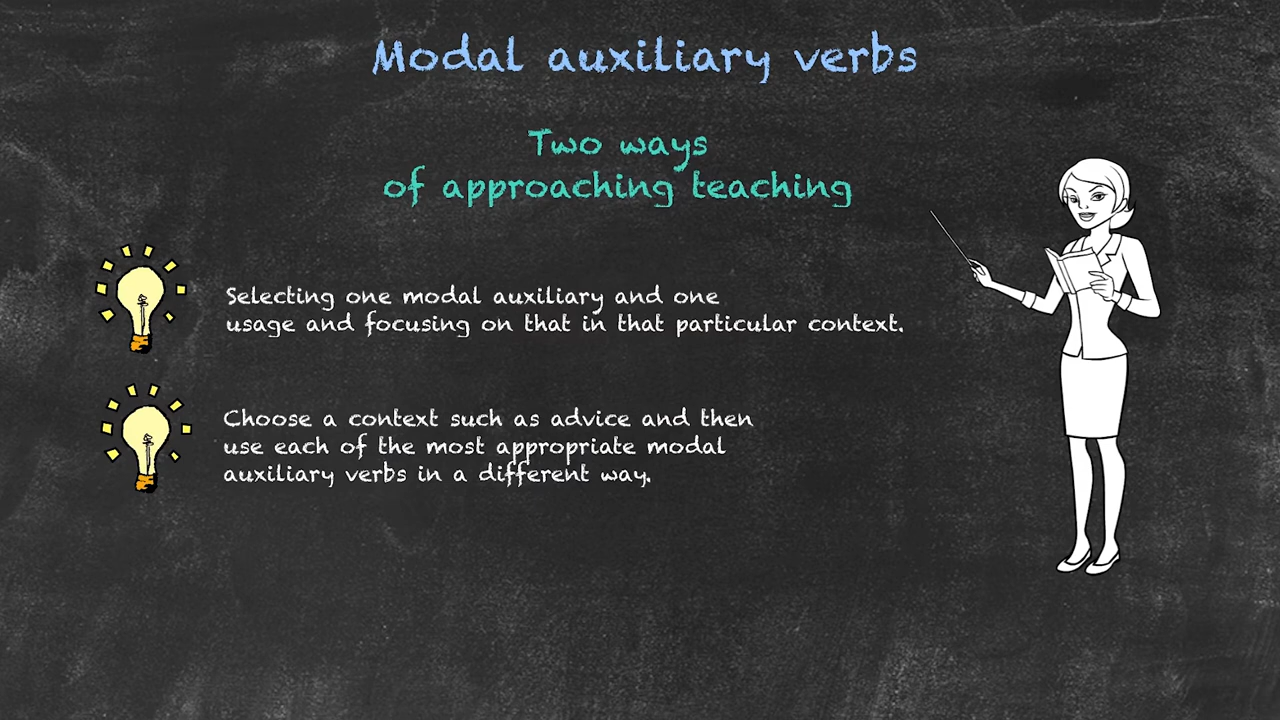 Modal auxiliary verbs
Two ways
of approaching teaching
Selecting one modal auxiliary and one
usage and focusing on that in that particular context.
Choose a context such as advice and then
use each of the most appropriate modal
auxiliary verbs in a different way.